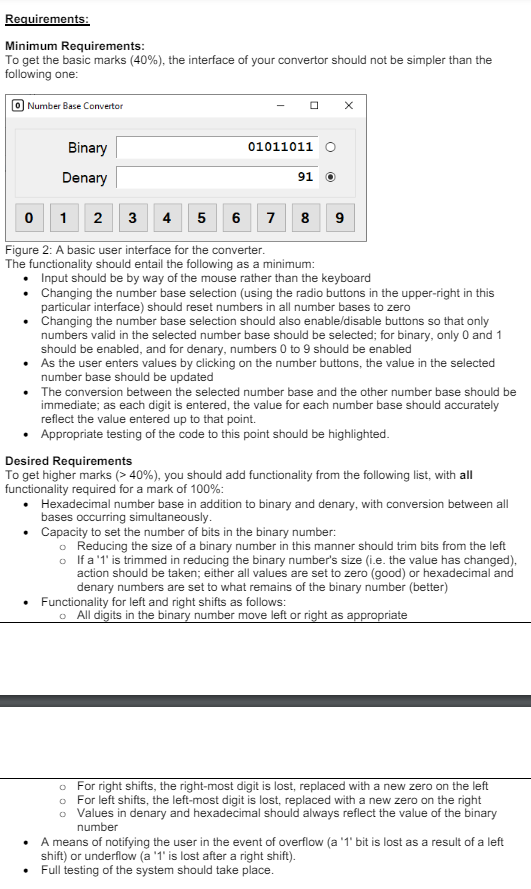 Requirements:
Minimum Requirements:
To get the basic marks (40%), the interface of your convertor should not be simpler than the
following one:
0 Number Base Convertor
Binary 01011011
Denary 91
0 1 2 3 4 5 6 7 8 9
Figure 2: A basic user interface for the converter.
The functionality should entail the following as a minimum:
• Input should be by way of the mouse rather than the keyboard
• Changing the number base selection (using the radio buttons in the upper-right in this
particular interface) should reset numbers in all number bases to zero
• Changing the number base selection should also enable/disable buttons so that only
numbers valid in the selected number base should be selected; for binary, only 0 and 1
should be enabled, and for denary, numbers 0 to 9 should be enabled
• As the user enters values by clicking on the number buttons, the value in the selected
number base should be updated
• The conversion between the selected number base and the other number base should be
immediate; as each digit is entered, the value for each number base should accurately
reflect the value entered up to that point.
• Appropriate testing of the code to this point should be highlighted.
Desired Requirements
To get higher marks (> 40%), you should add functionality from the following list, with all
functionality required for a mark of 100%:
• Hexadecimal number base in addition to binary and denary, with conversion between all
bases occurring simultaneously.
• Capacity to set the number of bits in the binary number:
o Reducing the size of a binary number in this manner should trim bits from the left
o If a '1' is trimmed in reducing the binary number's size (i.e. the value has changed),
action should be taken; either all values are set to zero (good) or hexadecimal and
denary numbers are set to what remains of the binary number (better)
• Functionality for left and right shifts as follows:
o All digits in the binary number move left or right as appropriate
o For right shifts, the right-most digit is lost, replaced with a new zero on the left
o For left shifts, the left-most digit is lost, replaced with a new zero on the right
o Values in denary and hexadecimal should always reflect the value of the binary
number
• A means of notifying the user in the event of overflow (a '1' bit is lost as a result of a left
shift) or underflow (a '1' is lost after a right shift).
• Full testing of the system should take place.